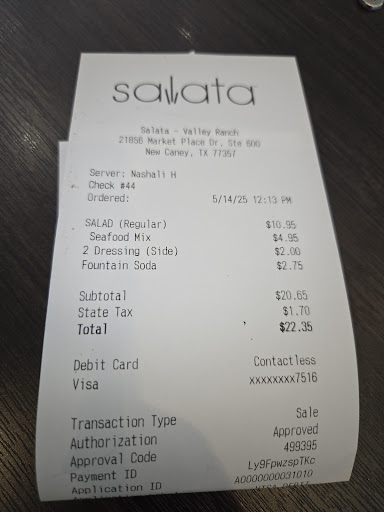 salata
Salata - Valley Ranch
21856 Market Place Dr, Ste 600
New Caney, TX 77357
Server: Nashali H
Check #44
Ordered: 5/14/25 12:13 PM
SALAD (Regular) $10.95
Seafood Mix $4.95
2 Dressing (Side) $2.00
Fountain Soda $2.75
Subtotal $20.65
State Tax $1.70
Total $22.35
Debit Card Contactless
Visa xxxxxxxx7516
Transaction Type Sale
Authorization Approved
Approval Code 499395
Payment ID Ly9FpwzspTKc
Application ID A0000000031010